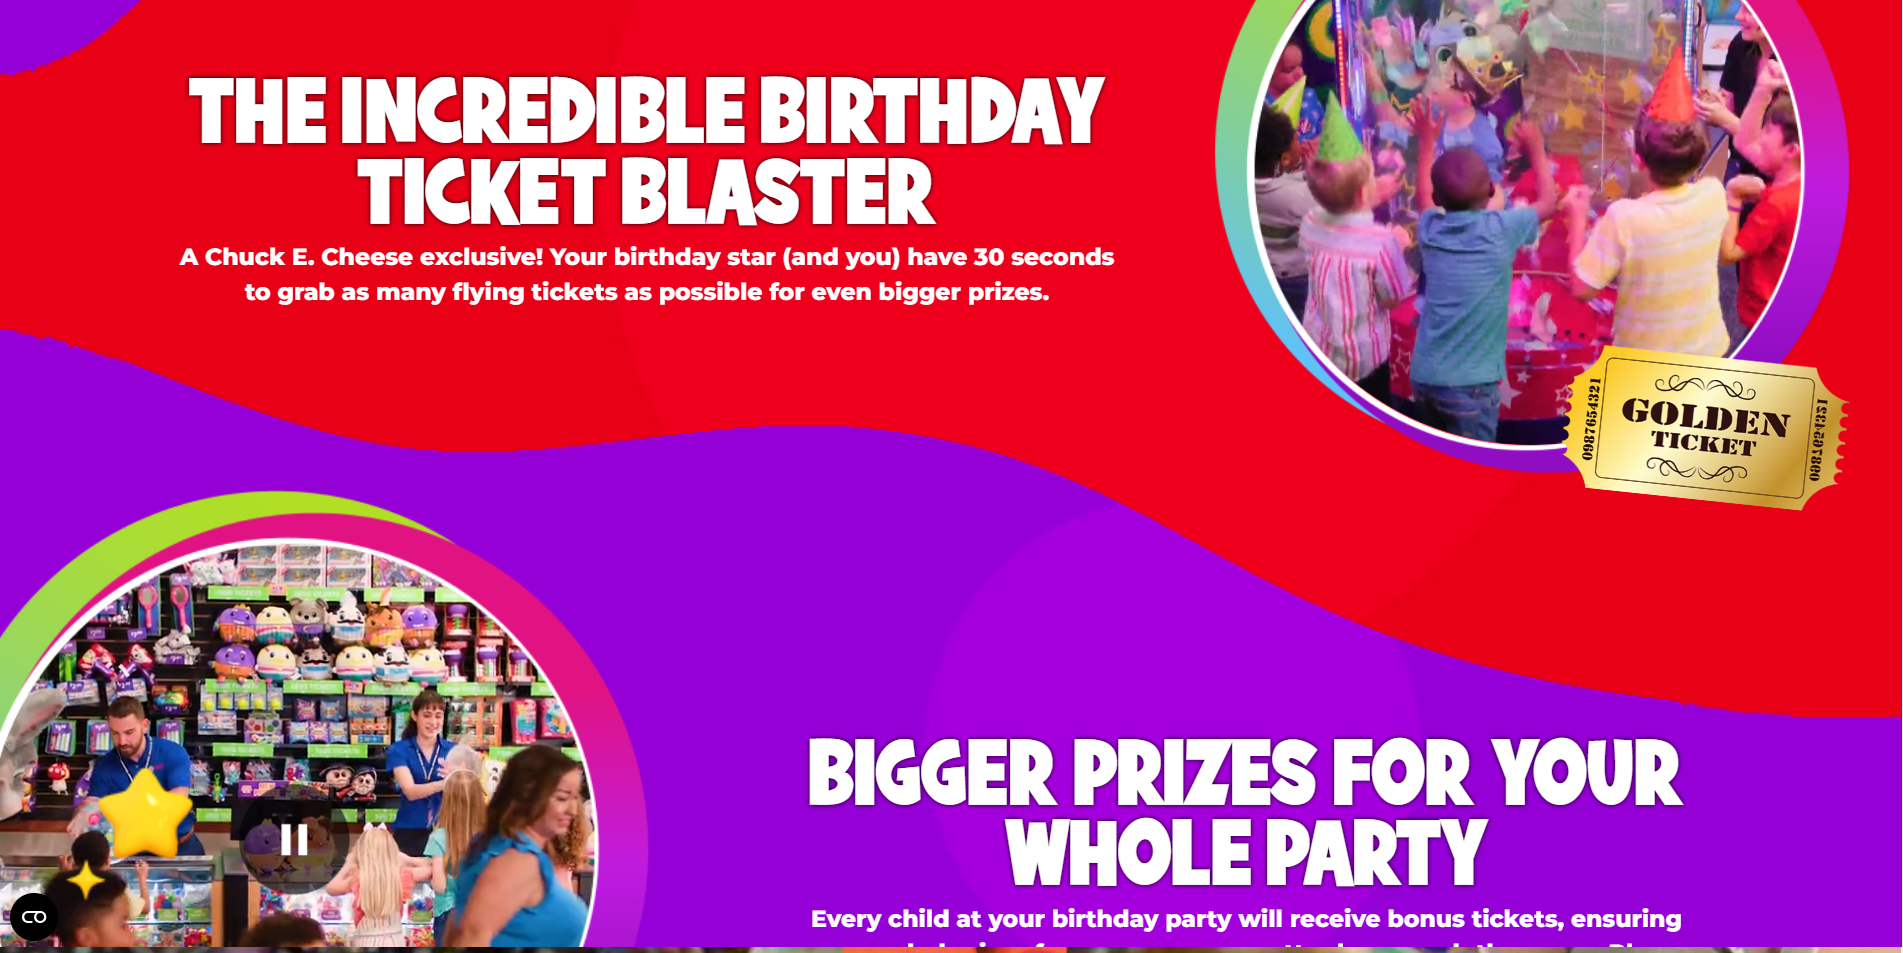 THE INCREDIBLE BIRTHDAY
TICKET BLASTER
A Chuck E. Cheese exclusive! Your birthday star (and you) have 30 seconds
to grab as many flying tickets as possible for even bigger prizes.
0987654321
GOLDEN
TICKET
1234567890
BIGGER PRIZES FOR YOUR
WHOLE PARTY
Every child at your birthday party will receive bonus tickets, ensuring